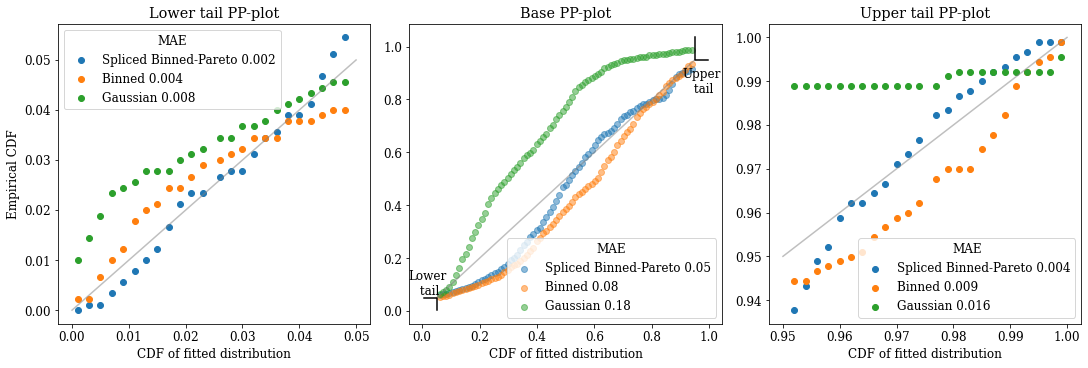 Lower tail PP-plot
Empirical CDF
0.05
0.04
0.03
0.02
0.01
0.00
MAE
Spliced Binned-Pareto 0.002
Binned 0.004
Gaussian 0.008
0.00 0.01 0.02 0.03 0.04 0.05
CDF of fitted distribution
Base PP-plot
1.0
0.8
0.6
0.4
0.2
0.0
Upper
tail
Lower
tail
MAE
Spliced Binned-Pareto 0.05
Binned 0.08
Gaussian 0.18
0.0 0.2 0.4 0.6 0.8 1.0
CDF of fitted distribution
Upper tail PP-plot
1.00
0.99
0.98
0.97
0.96
0.95
0.94
MAE
Spliced Binned-Pareto 0.004
Binned 0.009
Gaussian 0.016
0.95 0.96 0.97 0.98 0.99 1.00
CDF of fitted distribution